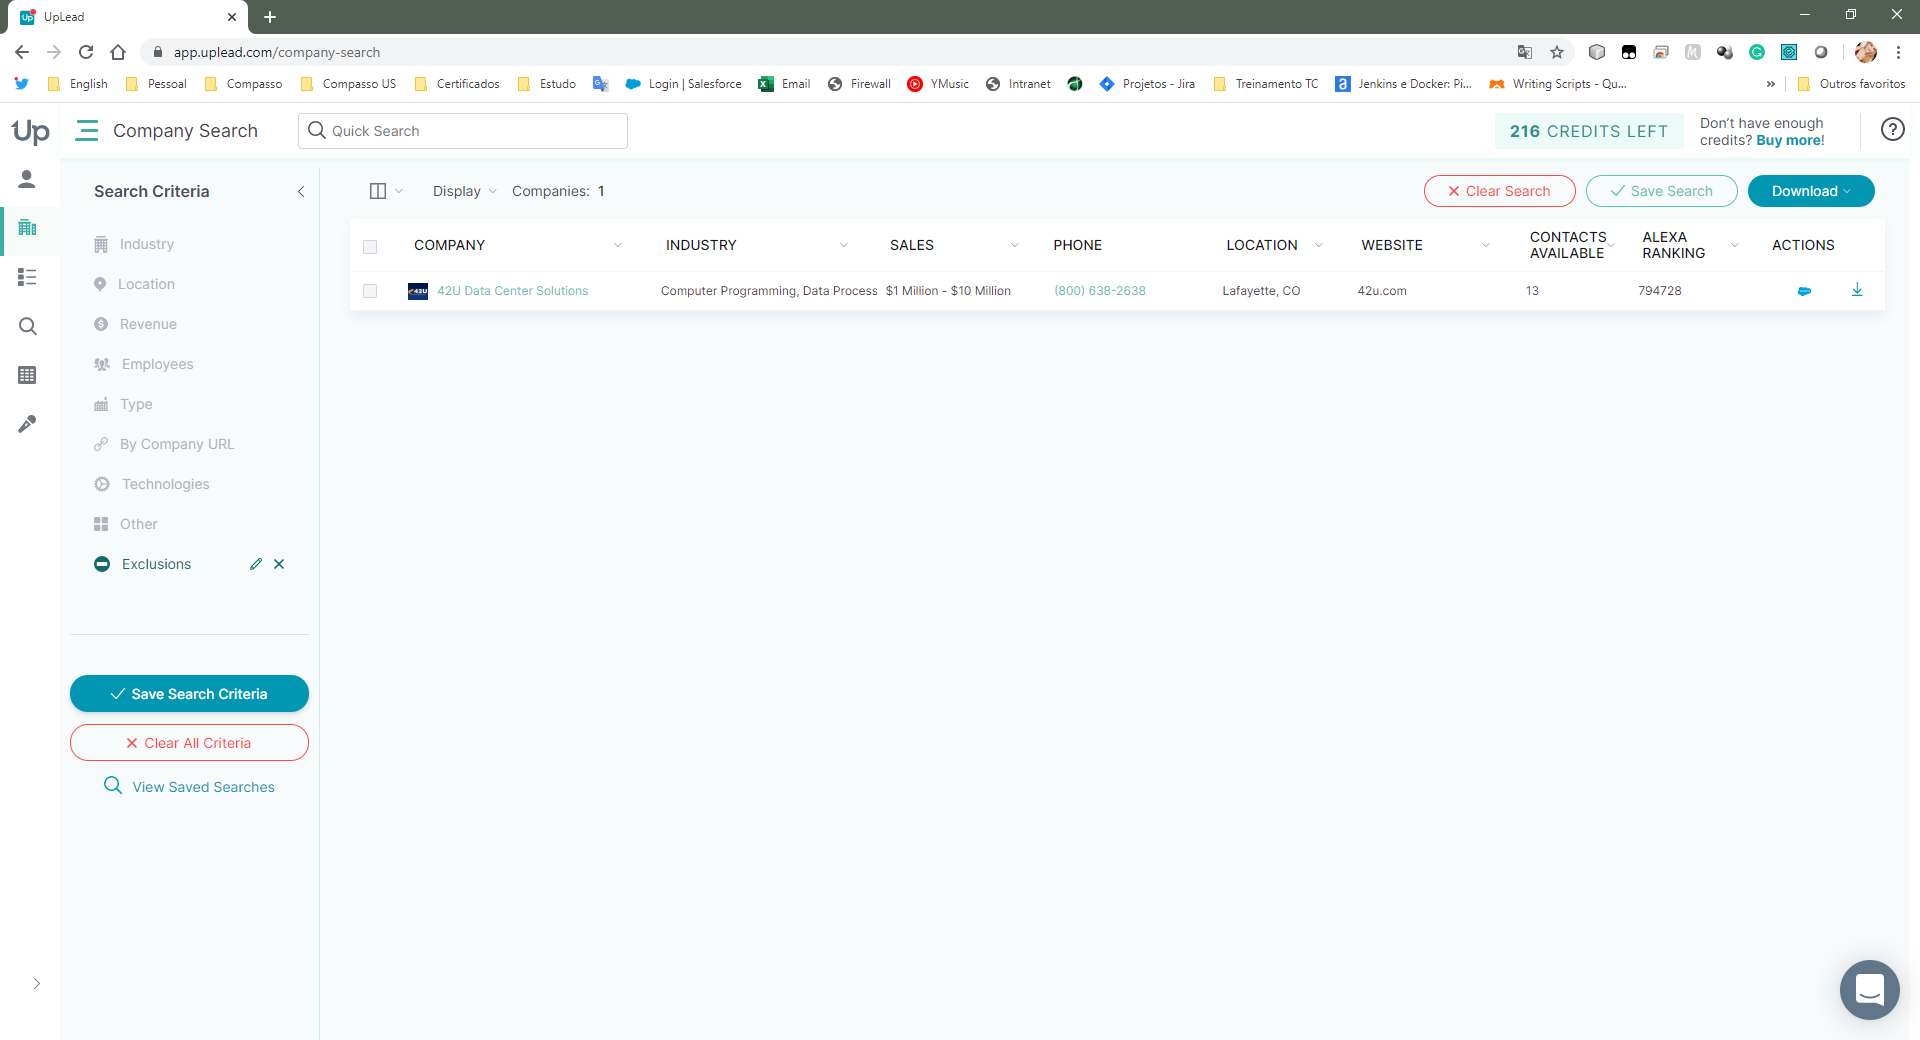 UpLead
app.uplead.com/company-search
English
Pessoal
Compasso
Compasso US
Certificados
Estudo
Login | Salesforce
Email
Firewall
YMusic
Intranet
Projetos - Jira
Treinamento TC
Jenkins e Docker: Pi...
Writing Scripts - Qu...
»
Outros favoritos
Up
Company Search
Quick Search
216 CREDITS LEFT
Don't have enough
credits? Buy more!
Search Criteria
Industry
Location
Revenue
Employees
Type
By Company URL
Technologies
Other
Exclusions
Save Search Criteria
Clear All Criteria
View Saved Searches
Display
Companies: 1
Clear Search
Save Search
Download
COMPANY
INDUSTRY
SALES
PHONE
LOCATION
WEBSITE
CONTACTS
AVAILABLE
ALEXA
RANKING
ACTIONS
42U
42U Data Center Solutions
Computer Programming, Data Process
$1 Million - $10 Million
(800) 638-2638
Lafayette, CO
42u.com
13
794728